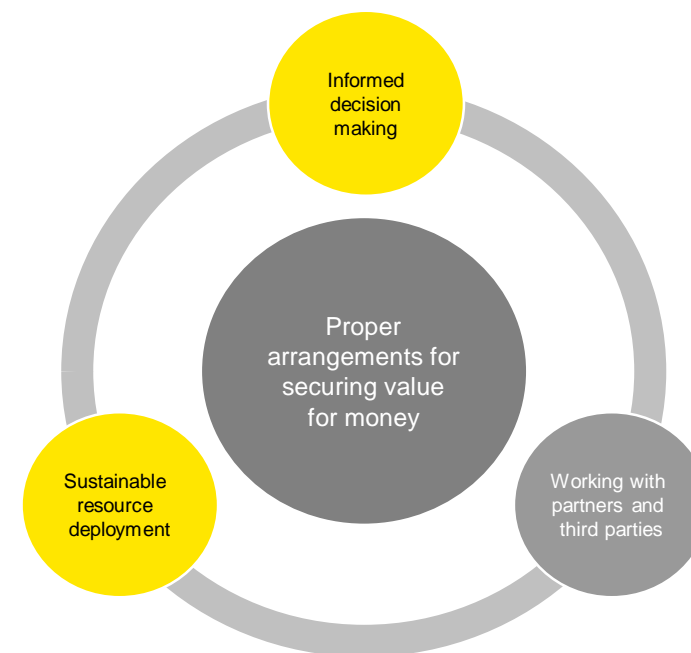 Informed
decision
making
Proper
arrangements for
securing value
for money
Sustainable
resource
deployment
Working with
partners and
third parties